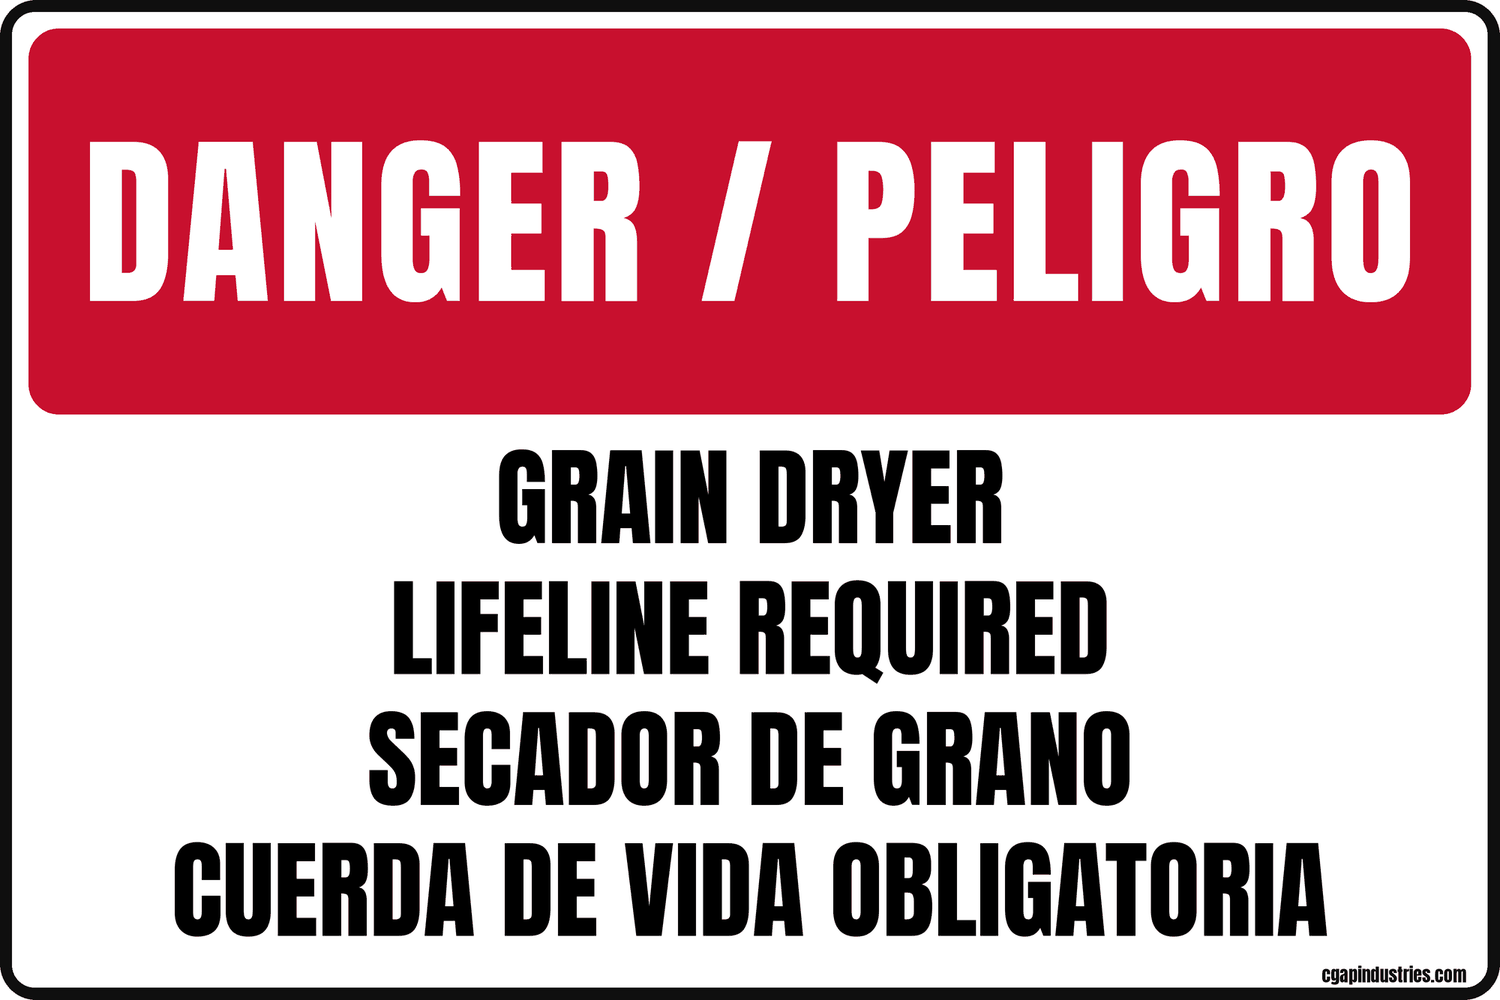 DANGER / PELIGRO
GRAIN DRYER
LIFELINE REQUIRED
SECADOR DE GRANO
CUERDA DE VIDA OBLIGATORIA
cgapindustries.com